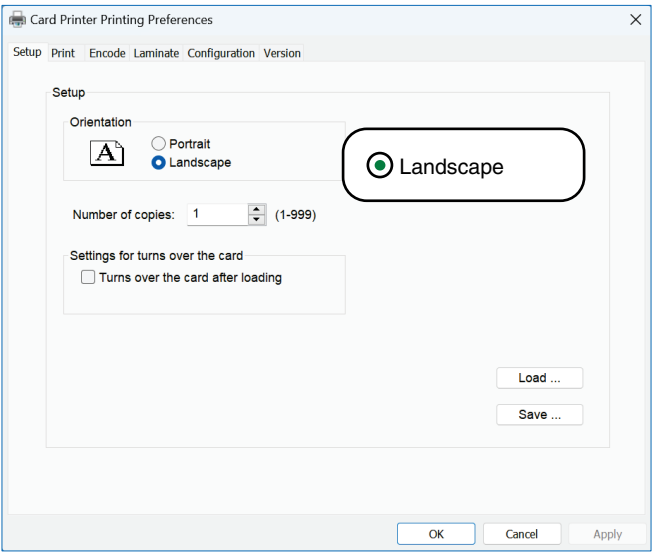 Card Printer Printing Preferences
Setup Print Encode Laminate Configuration Version
Setup
Orientation
A
Portrait
Landscape
Landscape
Number of copies: 1 (1-999)
Settings for turns over the card
Turns over the card after loading
Load ...
Save ...
OK Cancel Apply